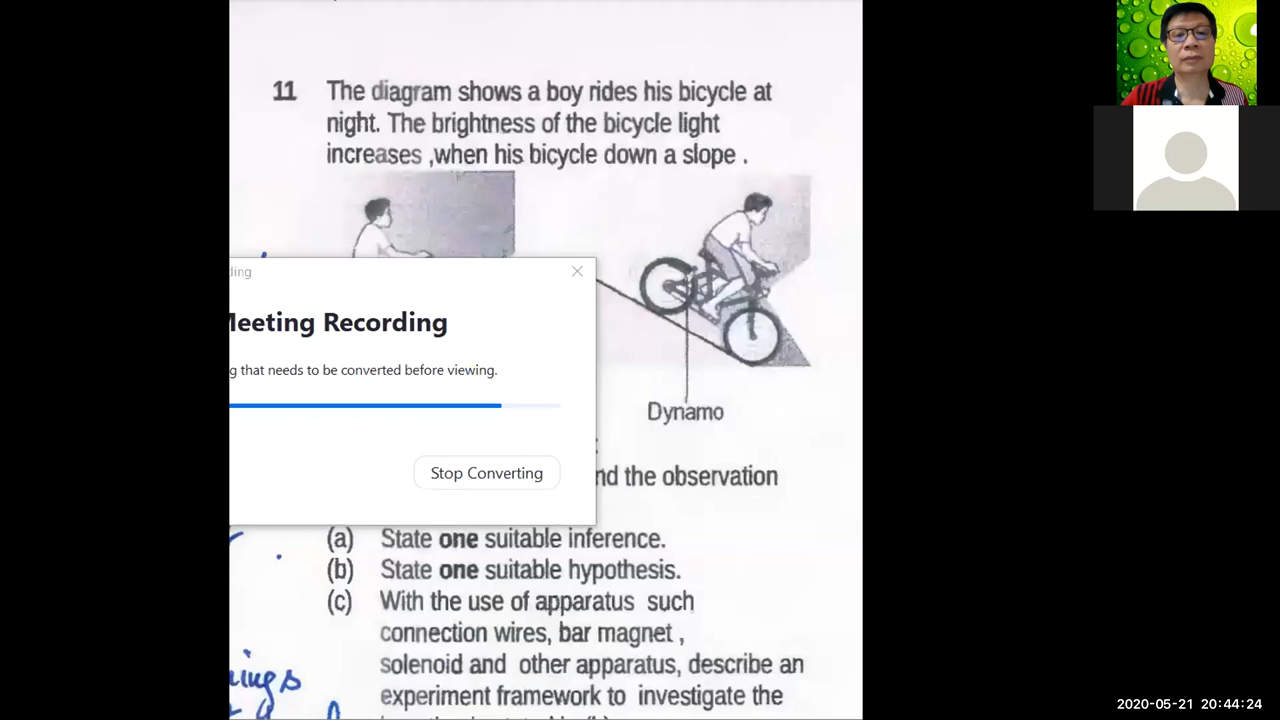 11 The diagram shows a boy rides his bicycle at
night. The brightness of the bicycle light
increases ,when his bicycle down a slope .
Meeting Recording
g that needs to be converted before viewing.
Stop Converting
Dynamo
nd the observation
(a) State one suitable inference.
(b) State one suitable hypothesis.
(c) With the use of apparatus such
connection wires, bar magnet ,
solenoid and other apparatus, describe an
experiment framework to investigate the
2020-05-21 20:44:24